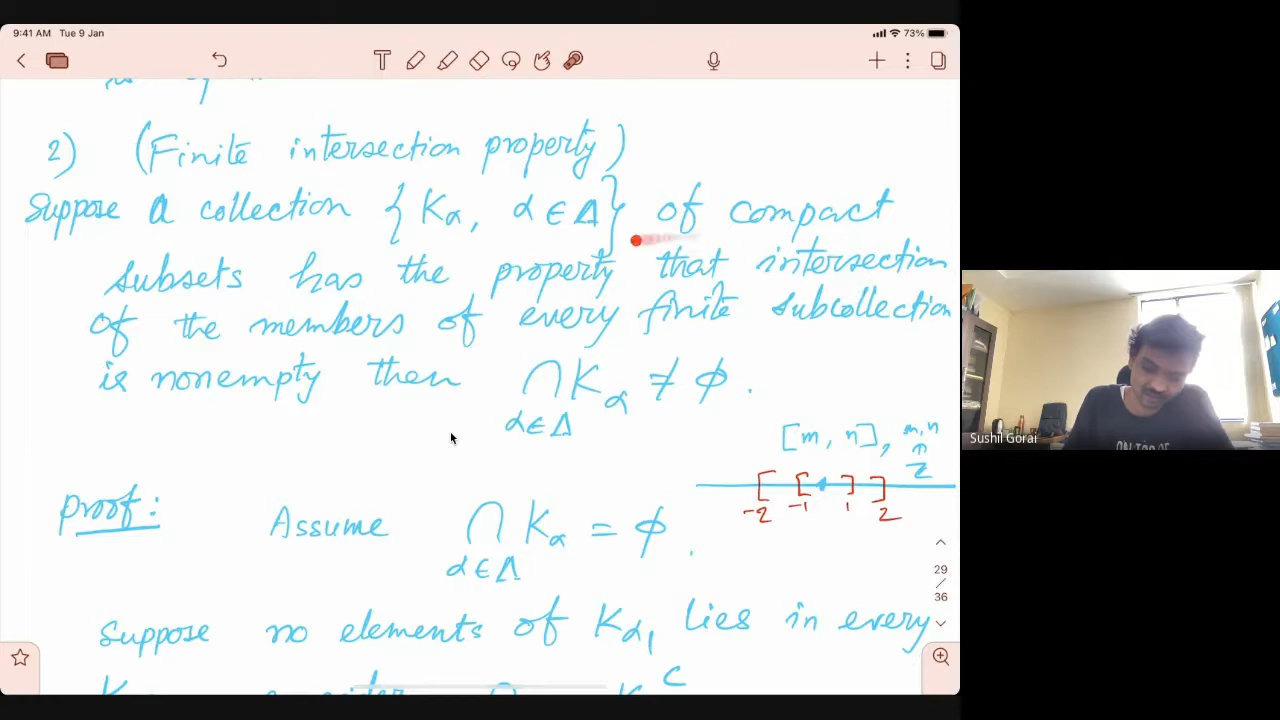 9:41 AM Tue 9 Jan
73%
2) (Finite intersection property)
Suppose a collection {Kα, α ∈ Δ} of compact
subsets has the property that intersection
of the members of every finite subcollection
is nonempty then ∩ Kα ≠ ϕ .
α ∈ Δ
[m, n], m, n
∈
Z
-2 -1 1 2
Proof: Assume ∩ Kα = ϕ .
α ∈ Δ
Suppose no elements of Kα₁ lies in every
29
/
36
Sushil Gorai